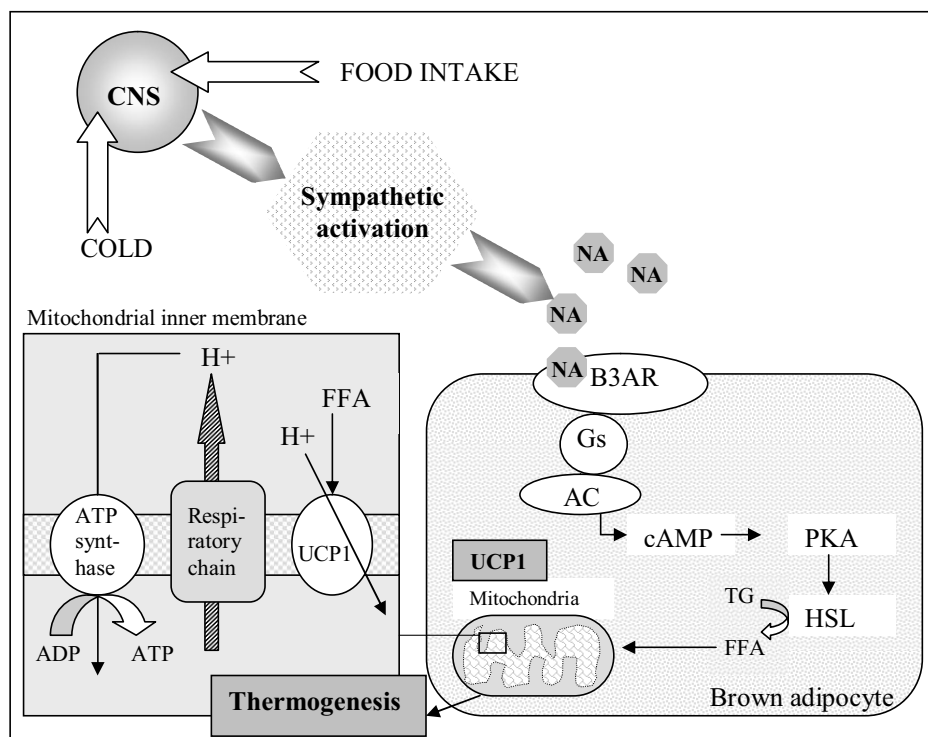 FOOD INTAKE
CNS
COLD
Sympathetic
activation
NA
NA
NA
NA
B3AR
Gs
AC
cAMP
PKA
HSL
TG
FFA
UCP1
Mitochondria
Brown adipocyte
Mitochondrial inner membrane
H+
FFA
H+
ATP
synt-
hase
Respi-
ratory
chain
UCP1
ADP
ATP
Thermogenesis